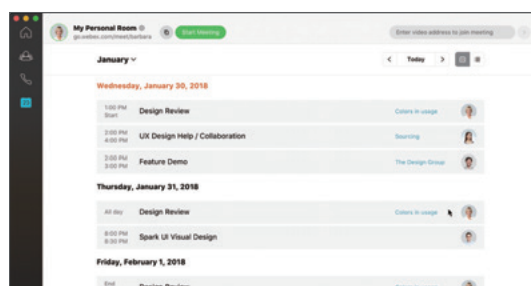 My Personal Room
go.webex.com/meet/barbara
Start Meeting
Enter video address to join meeting
January
Today
Wednesday, January 30, 2018
1:00 PM
Start
Design Review
Colors in usage
2:00 PM
4:00 PM
UX Design Help / Collaboration
Sourcing
2:00 PM
3:00 PM
Feature Demo
The Design Group
Thursday, January 31, 2018
All day
Design Review
Colors in usage
8:00 PM
8:30 PM
Spark UI Visual Design
Friday, February 1, 2018
End
Design Review